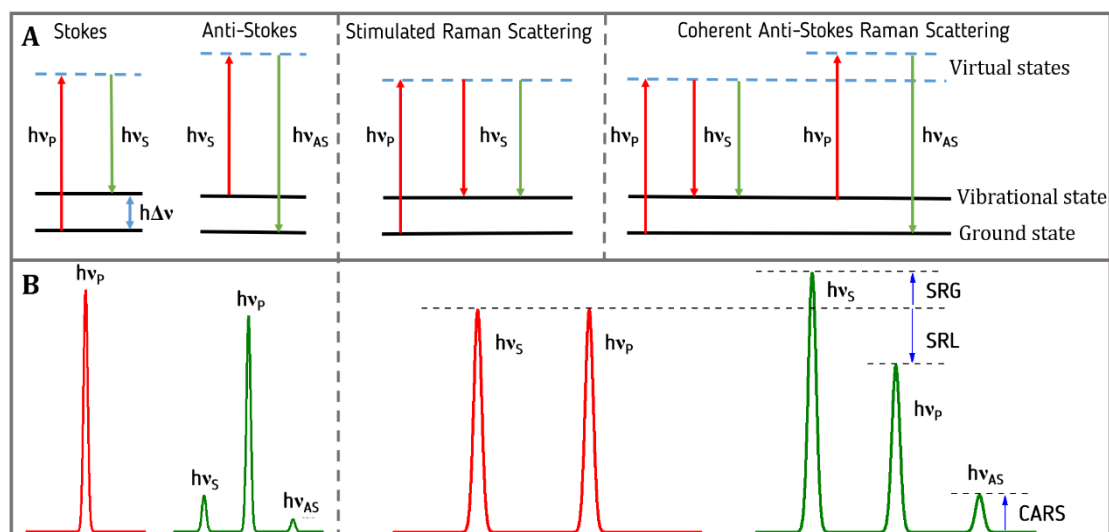 A
Stokes
Anti-Stokes
Stimulated Raman Scattering
Coherent Anti-Stokes Raman Scattering
Virtual states
hνP
hνS
hνS
hνAS
hνP
hνS
hνP
hνS
hνP
hνAS
hΔν
Vibrational state
Ground state
B
hνP
hνP
hνS
hνAS
hνS
hνP
hνS
SRG
SRL
hνP
hνAS
CARS